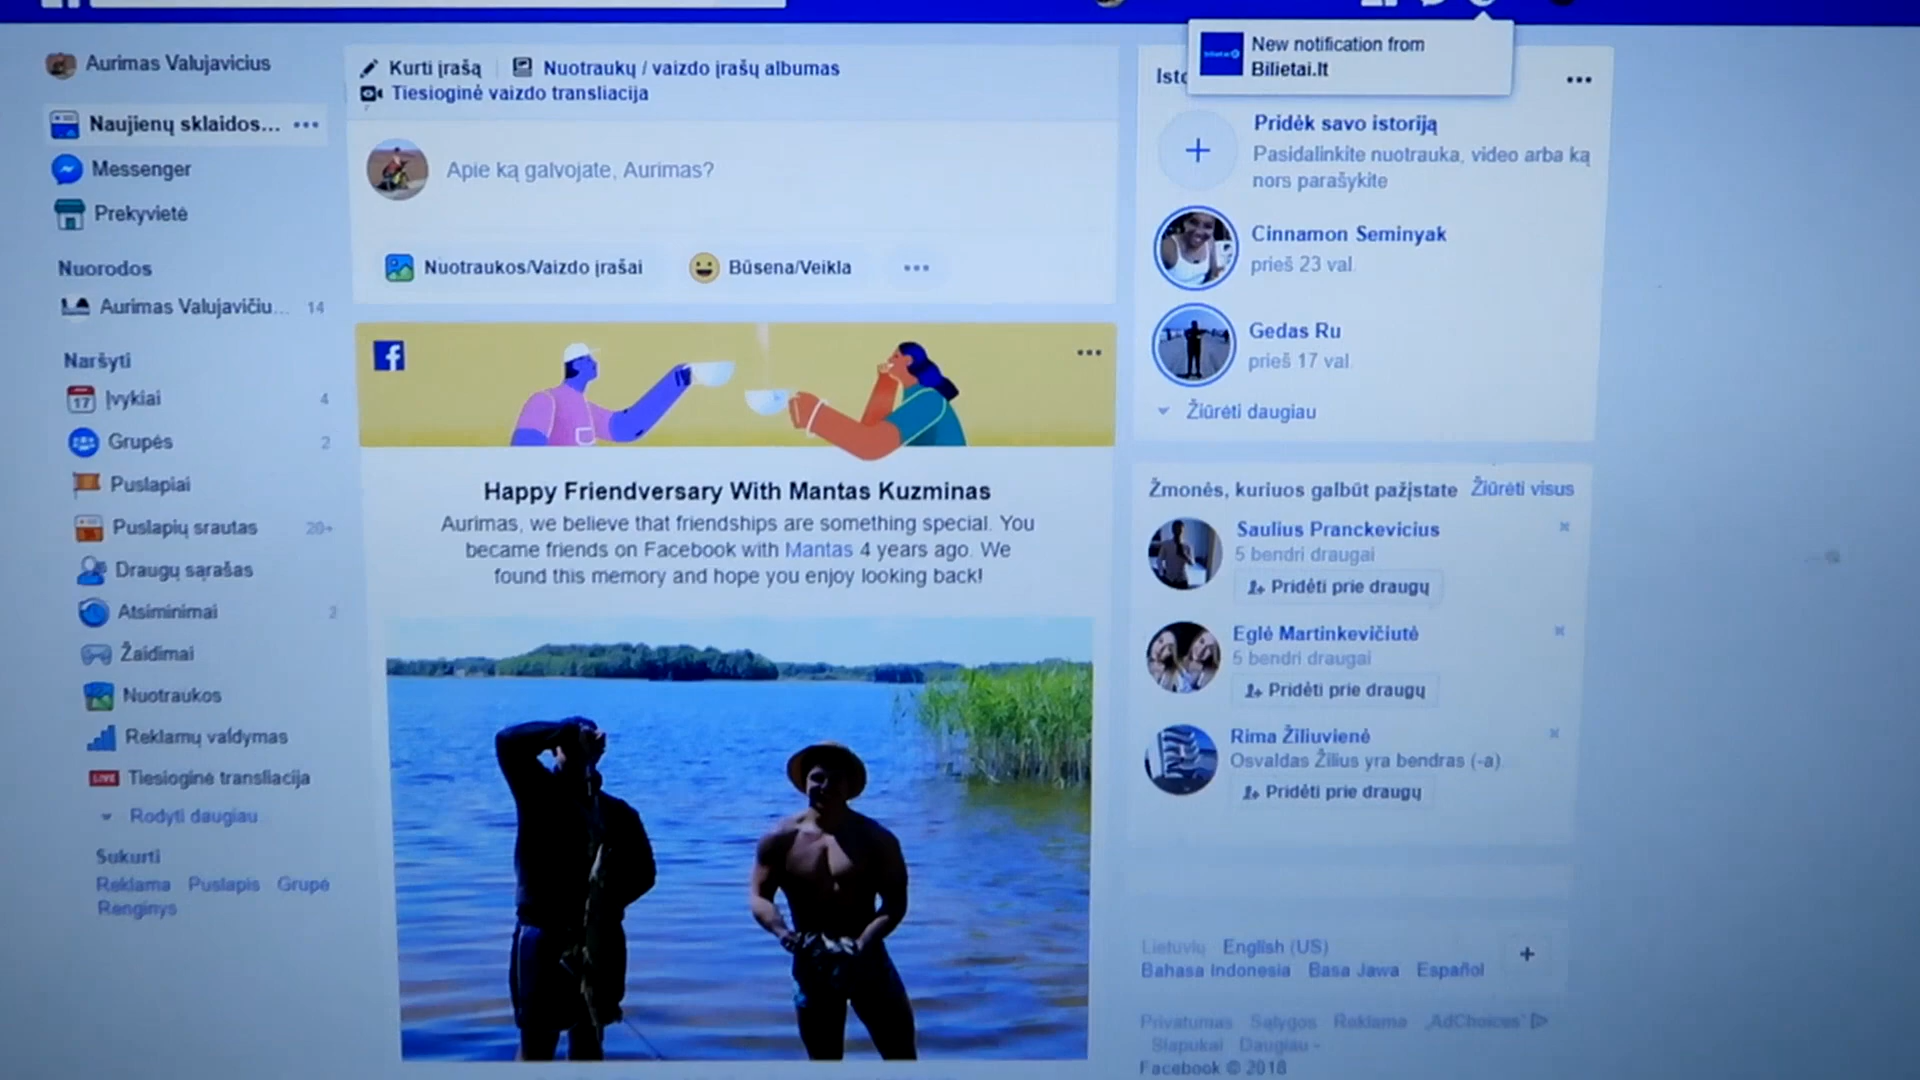 Aurimas Valujavicius
Naujienų sklaidos...
Messenger
Prekyvietė
Nuorodos
Aurimas Valujavičiu... 14
Naršyti
17 Įvykiai 4
Grupės 2
Puslapiai
Puslapių srautas 20+
Draugų sąrašas
Atsiminimai
Žaidimai
Nuotraukos
Reklamų valdymas
LIVE Tiesioginė transliacija
Rodyti daugiau
Sukurti
Reklama Puslapis Grupė
Renginys
Kurti įrašą Nuotraukų / vaizdo įrašų albumas
Tiesioginė vaizdo transliacija
Apie ką galvojate, Aurimas?
Nuotraukos/Vaizdo įrašai Būsena/Veikla
Happy Friendversary With Mantas Kuzminas
Aurimas, we believe that friendships are something special. You
became friends on Facebook with Mantas 4 years ago. We
found this memory and hope you enjoy looking back!
New notification from
Bilietai.lt
Pridėk savo istoriją
Pasidalinkite nuotrauka, video arba ką
nors parašykite
Cinnamon Seminyak
prieš 23 val.
Gedas Ru
prieš 17 val.
Žiūrėti daugiau
Žmonės, kuriuos galbūt pažįstate Žiūrėti visus
Saulius Pranckevicius
5 bendri draugai
Pridėti prie draugų
Eglė Martinkevičiutė
5 bendri draugai
Pridėti prie draugų
Rima Žiliuvienė
Osvaldas Žilius yra bendras (-a)
Pridėti prie draugų
Lietuvių English (US)
Bahasa Indonesia Basa Jawa Español
Privatumas Sąlygos Reklama „AdChoices“
Slapukai Daugiau
Facebook © 2018